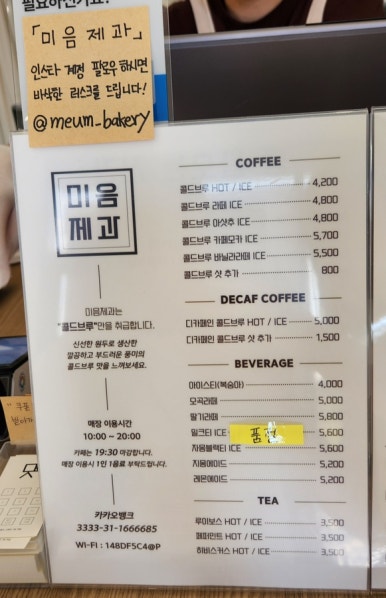 필요하신가요?
「미음제과」
인스타 계정 팔로우 하시면
바삭한 러스크를 드립니다!
@meum_bakery
미음
제과
미음제과는
"콜드브루"만을 취급합니다.
신선한 원두로 생산한
깔끔하고 부드러운 풍미의
콜드브루 맛을 느껴보세요.
매장 이용시간
10:00 ~ 20:00
카페는 19:30 마감합니다.
매장 이용시 1인 1음료 부탁드립니다.
카카오뱅크
3333-31-1666685
Wi-Fi : 148DF5C4@P
COFFEE
콜드브루 HOT / ICE 4,200
콜드브루 라떼 ICE 4,800
콜드브루 아샷추 ICE 4,800
콜드브루 카페모카 ICE 5,700
콜드브루 바닐라라떼 ICE 5,500
콜드브루 샷 추가 800
DECAF COFFEE
디카페인 콜드브루 HOT / ICE 5,000
디카페인 콜드브루 샷 추가 1,500
BEVERAGE
아이스티(복숭아) 4,000
모곡라떼 5,000
딸기라떼 5,800
밀크티 ICE 품절 5,600
자몽블랙티 ICE 5,600
자몽에이드 5,200
레몬에이드 5,200
TEA
루이보스 HOT / ICE 3,500
페퍼민트 HOT / ICE 3,500
히비스커스 HOT / ICE 3,500